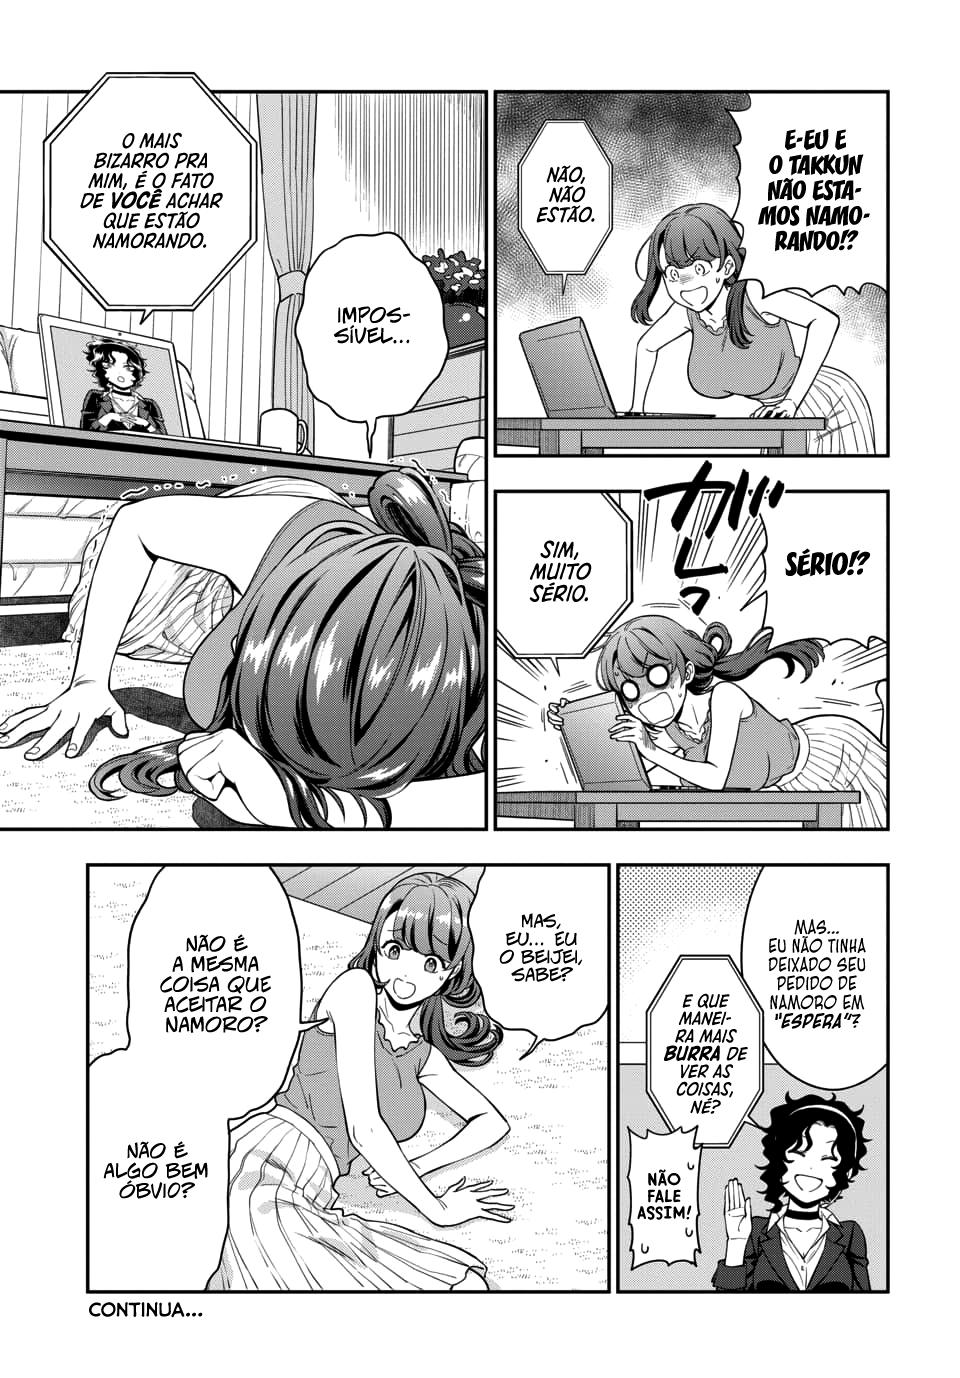 E-EU E
O TAKKUN
NÃO ESTA-
MOS NAMO-
RANDO!?
NÃO,
NÃO
ESTÃO.
SÉRIO!?
ガバッ
SIM,
MUITO
SÉRIO.
O MAIS
BIZARRO PRA
MIM, É O FATO
DE VOCÊ ACHAR
QUE ESTÃO
NAMORANDO.
IMPOS-
SÍVEL...
MAS...
EU NÃO TINHA
DEIXADO SEU
PEDIDO DE
NAMORO EM
"ESPERA"?
E QUE
MANEI-
RA MAIS
BURRA DE
VER AS
COISAS,
NÉ?
NÃO
FALE
ASSIM!
MAS,
EU... EU
O BEIJEI,
SABE?
NÃO É
A MESMA
COISA QUE
ACEITAR O
NAMORO?
NÃO É
ALGO BEM
ÓBVIO?
CONTINUA...